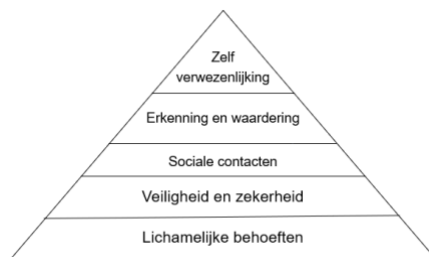 Zelf
verwezenlijking
Erkenning en waardering
Sociale contacten
Veiligheid en zekerheid
Lichamelijke behoeften